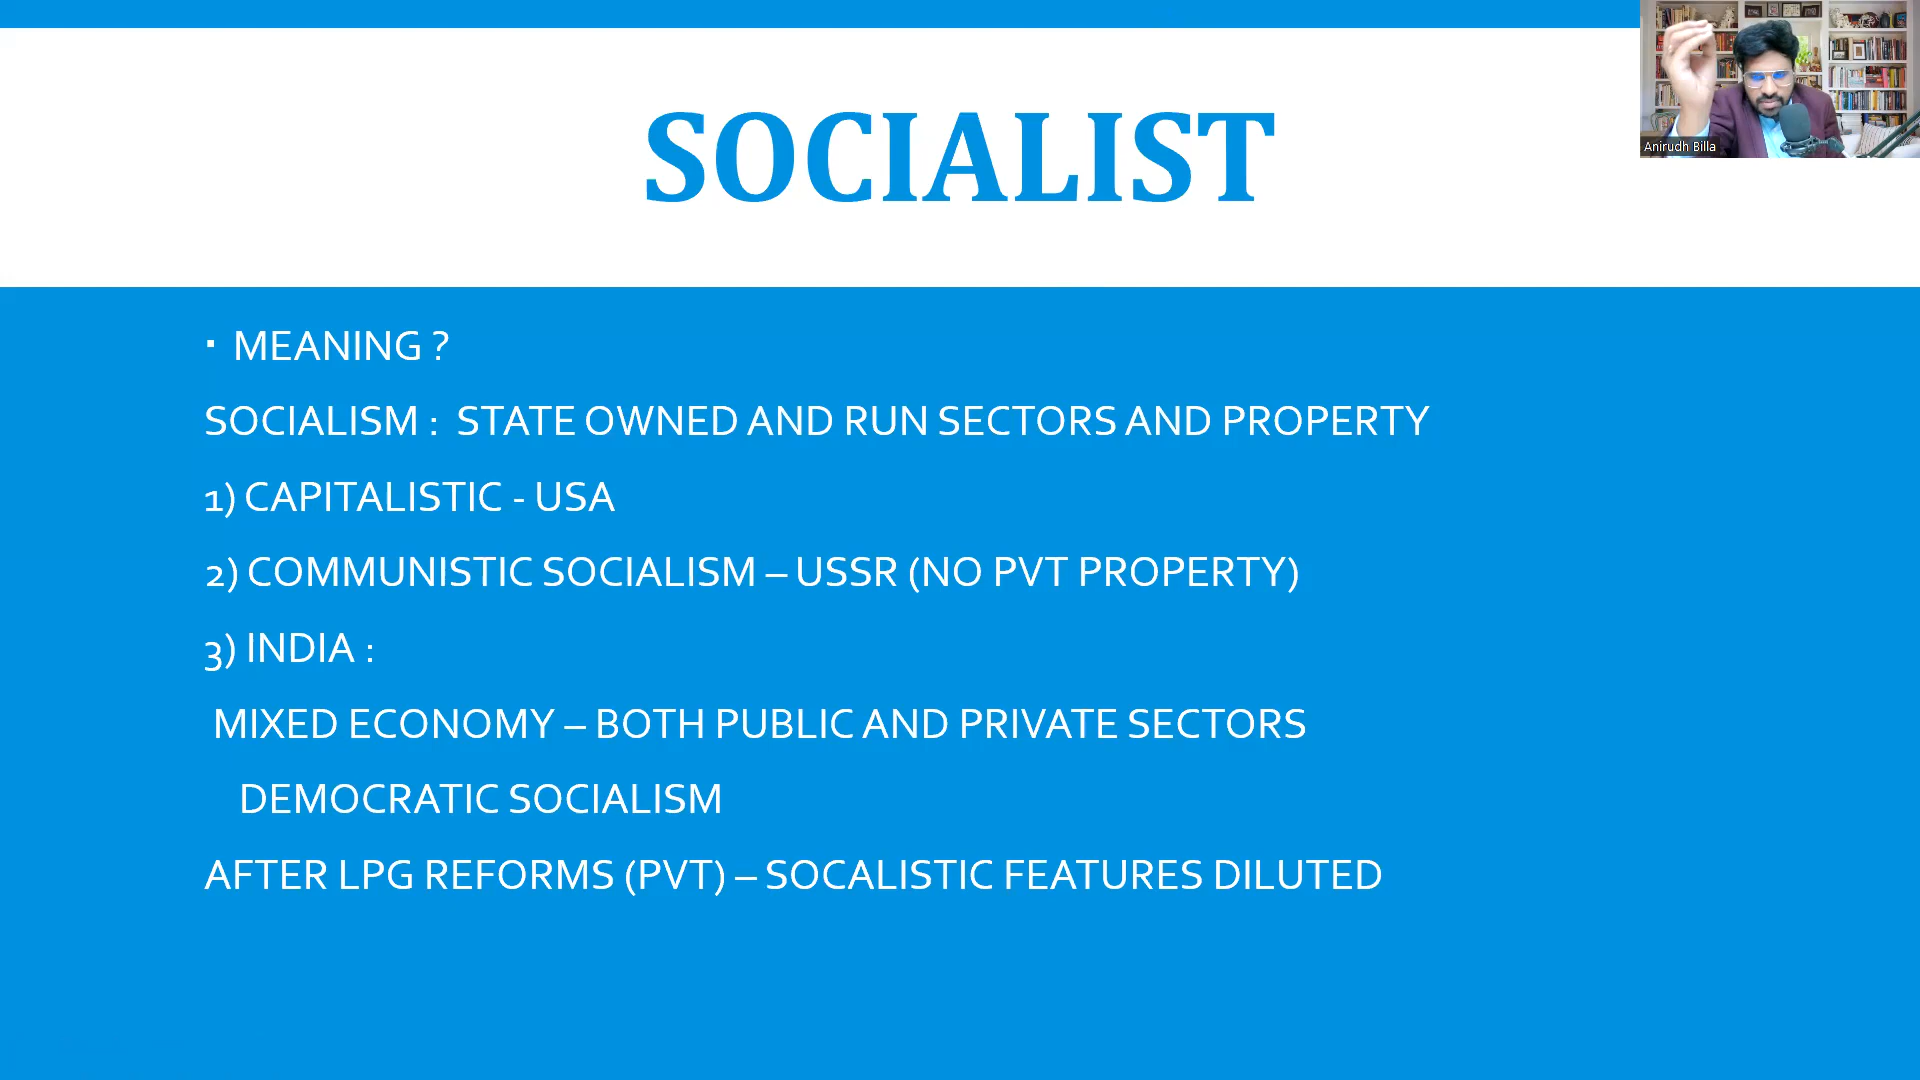 SOCIALIST
Anirudh Billa
▪ MEANING ?
SOCIALISM : STATE OWNED AND RUN SECTORS AND PROPERTY
1) CAPITALISTIC - USA
2) COMMUNISTIC SOCIALISM – USSR (NO PVT PROPERTY)
3) INDIA :
MIXED ECONOMY – BOTH PUBLIC AND PRIVATE SECTORS
DEMOCRATIC SOCIALISM
AFTER LPG REFORMS (PVT) – SOCALISTIC FEATURES DILUTED